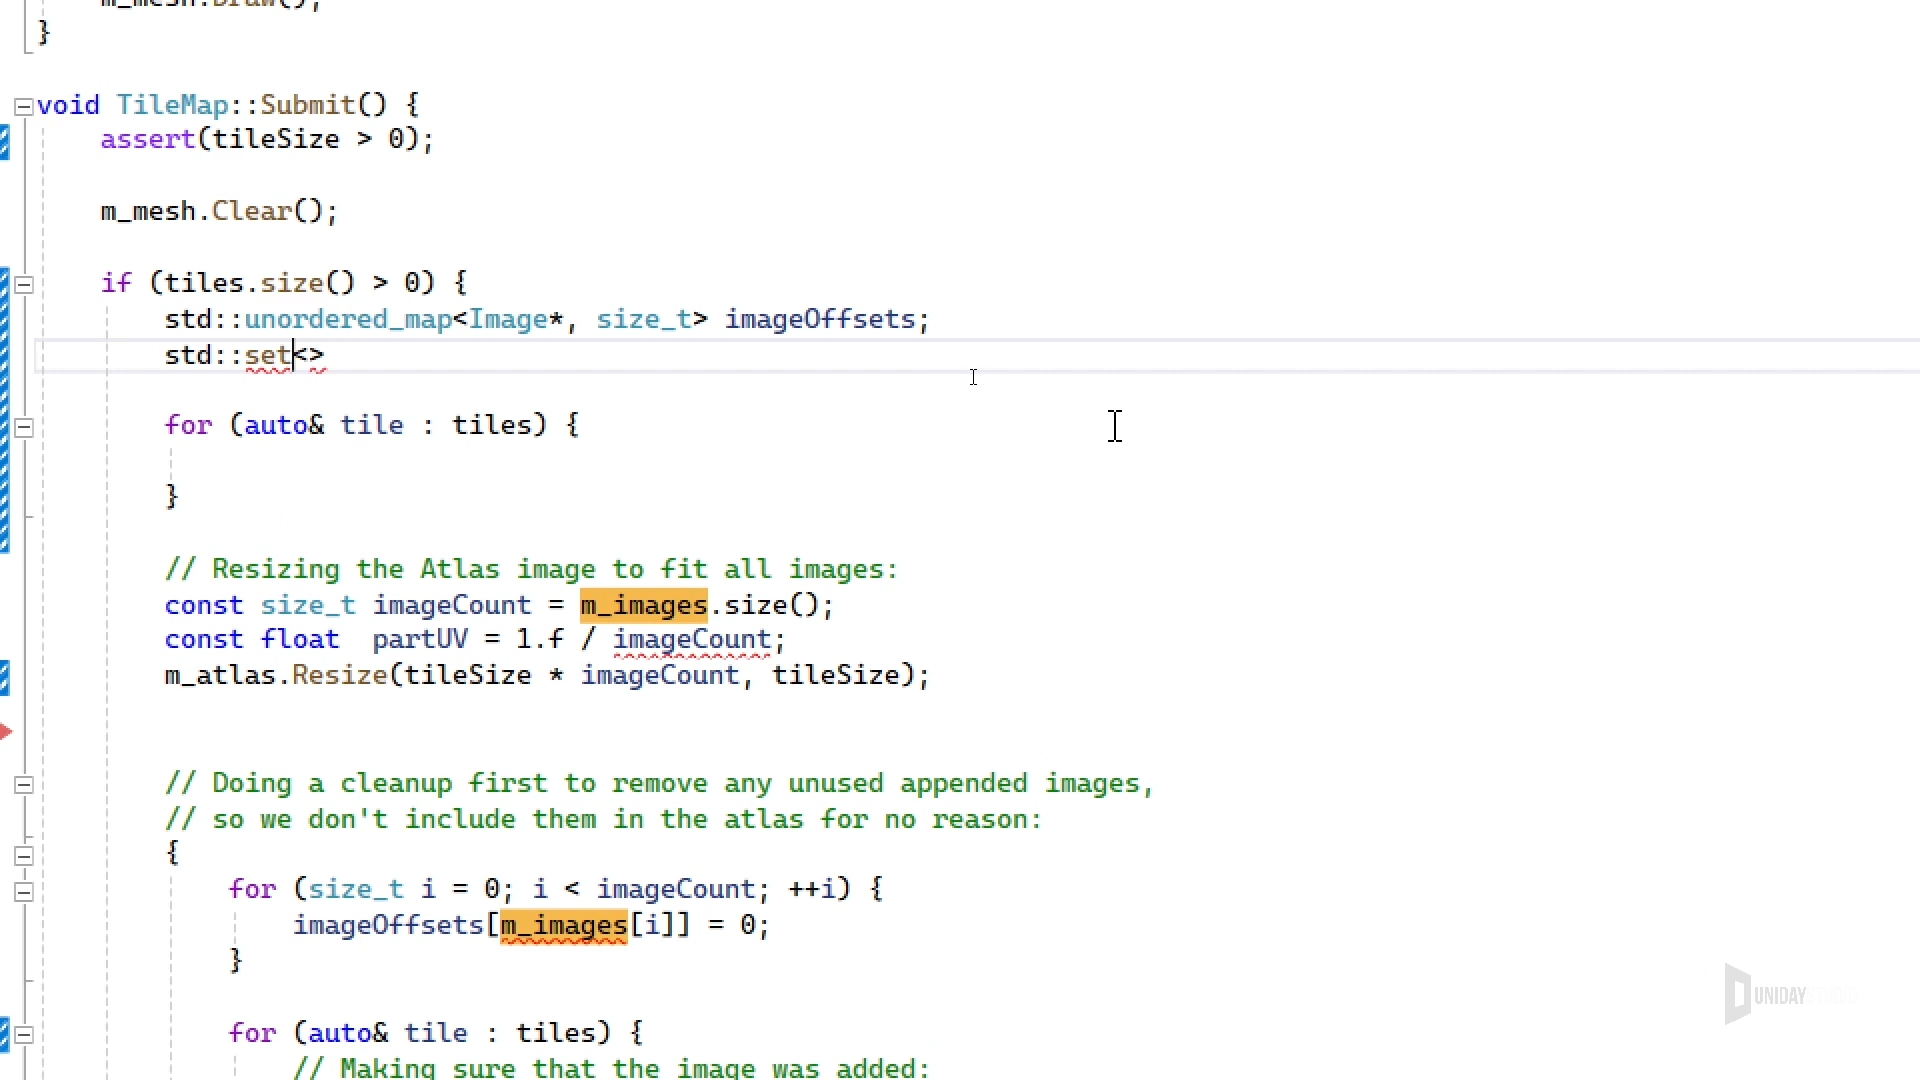 m_mesh.Draw();
}
void TileMap::Submit() {
assert(tileSize > 0);
m_mesh.Clear();
if (tiles.size() > 0) {
std::unordered_map<Image*, size_t> imageOffsets;
std::set<>
for (auto& tile : tiles) {
}
// Resizing the Atlas image to fit all images:
const size_t imageCount = m_images.size();
const float  partUV = 1.f / imageCount;
m_atlas.Resize(tileSize * imageCount, tileSize);
// Doing a cleanup first to remove any unused appended images,
// so we don't include them in the atlas for no reason:
{
for (size_t i = 0; i < imageCount; ++i) {
imageOffsets[m_images[i]] = 0;
}
for (auto& tile : tiles) {
// Making sure that the image was added:
UNIDAY STUDIO